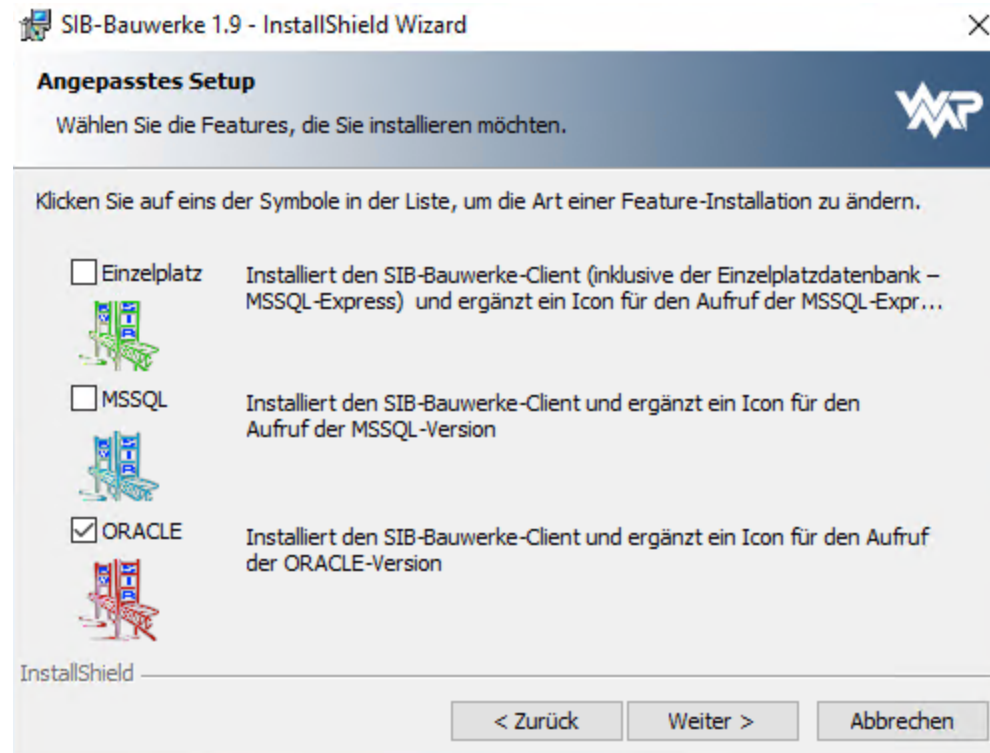 SIB-Bauwerke 1.9 - InstallShield Wizard
Angepasstes Setup
Wählen Sie die Features, die Sie installieren möchten.
WMP
Klicken Sie auf eins der Symbole in der Liste, um die Art einer Feature-Installation zu ändern.
Einzelplatz
Installiert den SIB-Bauwerke-Client (inklusive der Einzelplatzdatenbank –
MSSQL-Express) und ergänzt ein Icon für den Aufruf der MSSQL-Expr...
SIB
MSSQL
Installiert den SIB-Bauwerke-Client und ergänzt ein Icon für den
Aufruf der MSSQL-Version
SIB
ORACLE
Installiert den SIB-Bauwerke-Client und ergänzt ein Icon für den Aufruf
der ORACLE-Version
SIB
InstallShield
< Zurück
Weiter >
Abbrechen